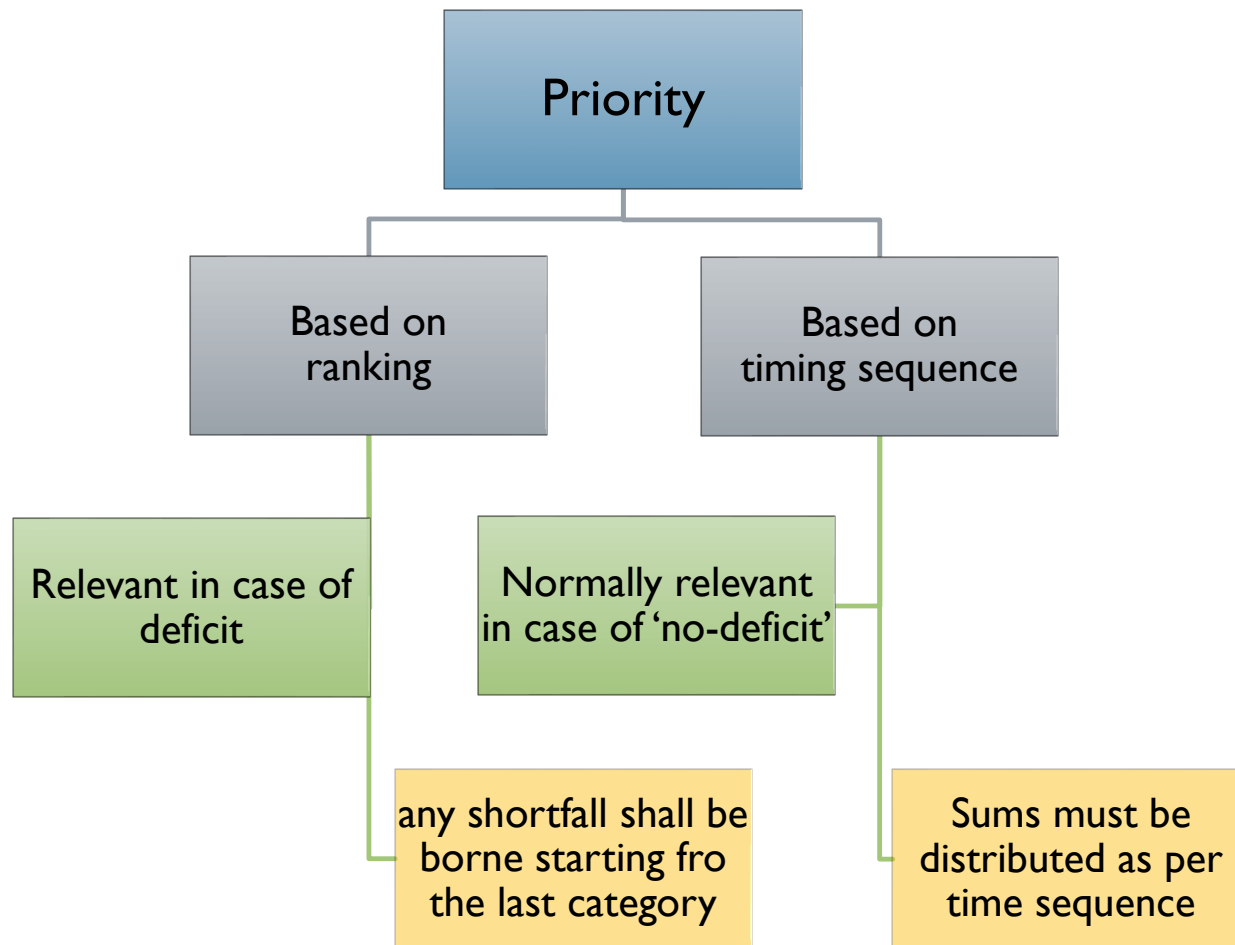 Priority
Based on
ranking
Based on
timing sequence
Relevant in case of
deficit
Normally relevant
in case of ‘no-deficit’
any shortfall shall be
borne starting fro
the last category
Sums must be
distributed as per
time sequence